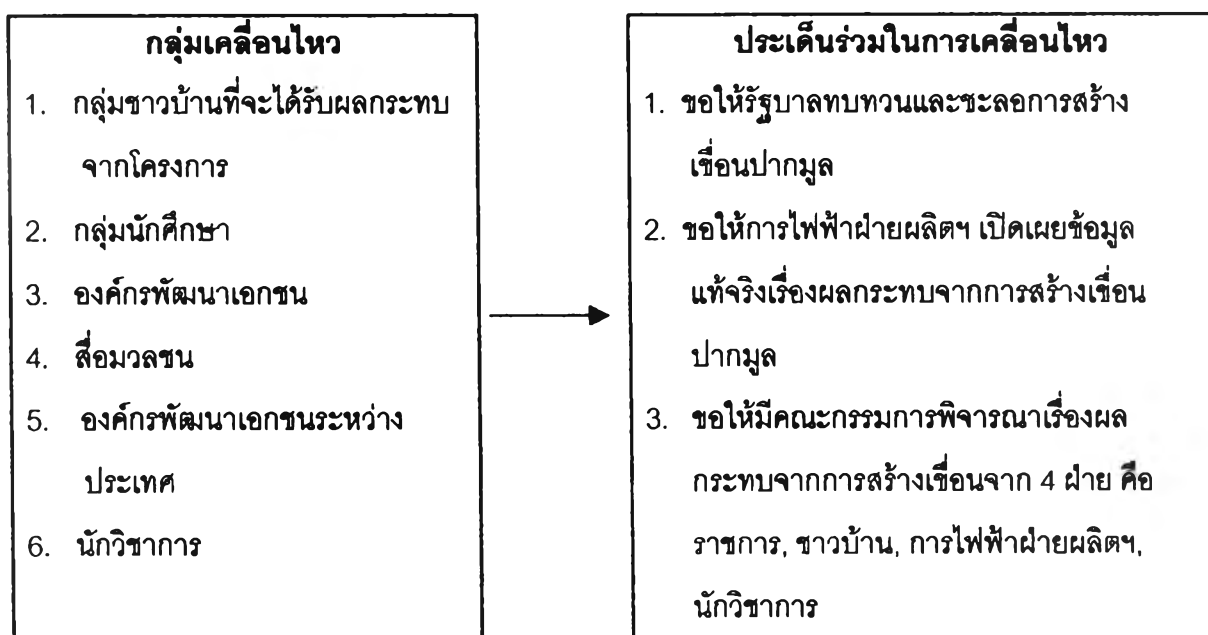 กลุ่มเคลื่อนไหว
1. กลุ่มชาวบ้านที่จะได้รับผลกระทบ
จากโครงการ
2. กลุ่มนักศึกษา
3. องค์กรพัฒนาเอกชน
4. สื่อมวลชน
5. องค์กรพัฒนาเอกชนระหว่าง
ประเทศ
6. นักวิชาการ
ประเด็นร่วมในการเคลื่อนไหว
1. ขอให้รัฐบาลทบทวนและชะลอการสร้าง
เขื่อนปากมูล
2. ขอให้การไฟฟ้าฝ่ายผลิตฯ เปิดเผยข้อมูล
แท้จริงเรื่องผลกระทบจากการสร้างเขื่อน
ปากมูล
3. ขอให้มีคณะกรรมการพิจารณาเรื่องผล
กระทบจากการสร้างเขื่อนจาก 4 ฝ่าย คือ
ราชการ, ชาวบ้าน, การไฟฟ้าฝ่ายผลิตฯ,
นักวิชาการ